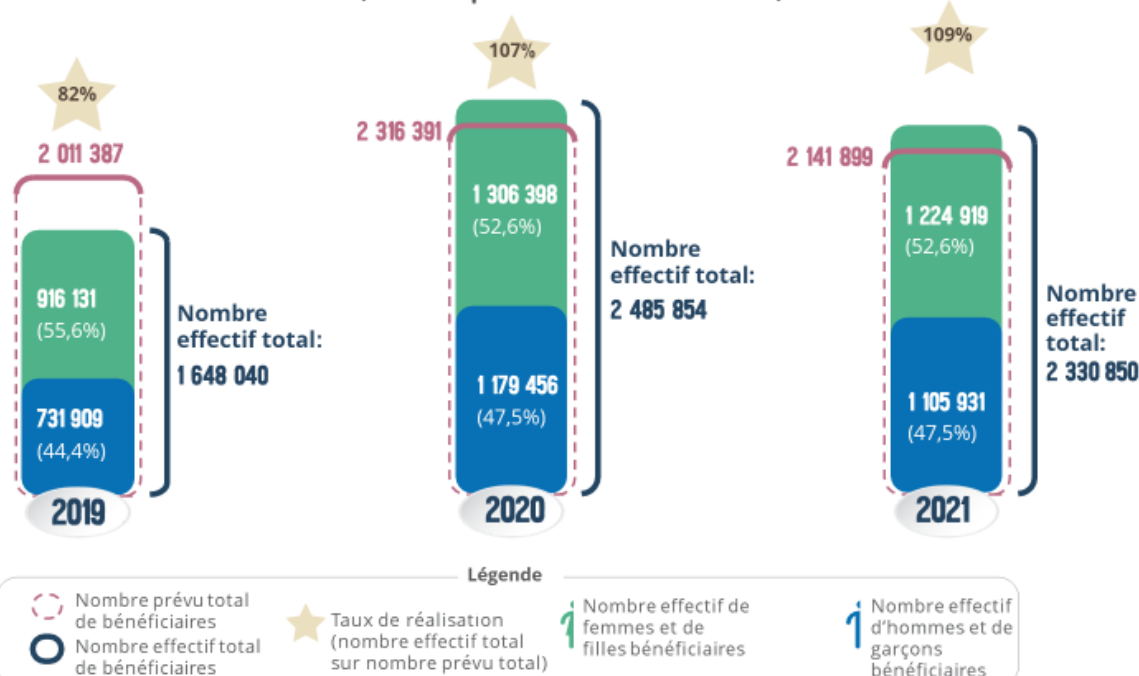 82%
2 011 387
916 131
(55,6%)
731 909
(44,4%)
Nombre
effectif total:
1 648 040
2019
107%
2 316 391
1 306 398
(52,6%)
1 179 456
(47,5%)
Nombre
effectif total:
2 485 854
2020
109%
2 141 899
1 224 919
(52,6%)
1 105 931
(47,5%)
Nombre
effectif
total:
2 330 850
2021
Légende
Nombre prévu total
de bénéficiaires
Nombre effectif total
de bénéficiaires
Taux de réalisation
(nombre effectif total
sur nombre prévu total)
Nombre effectif de
femmes et de
filles bénéficiaires
Nombre effectif
d'hommes et de
garçons
bénéficiaires